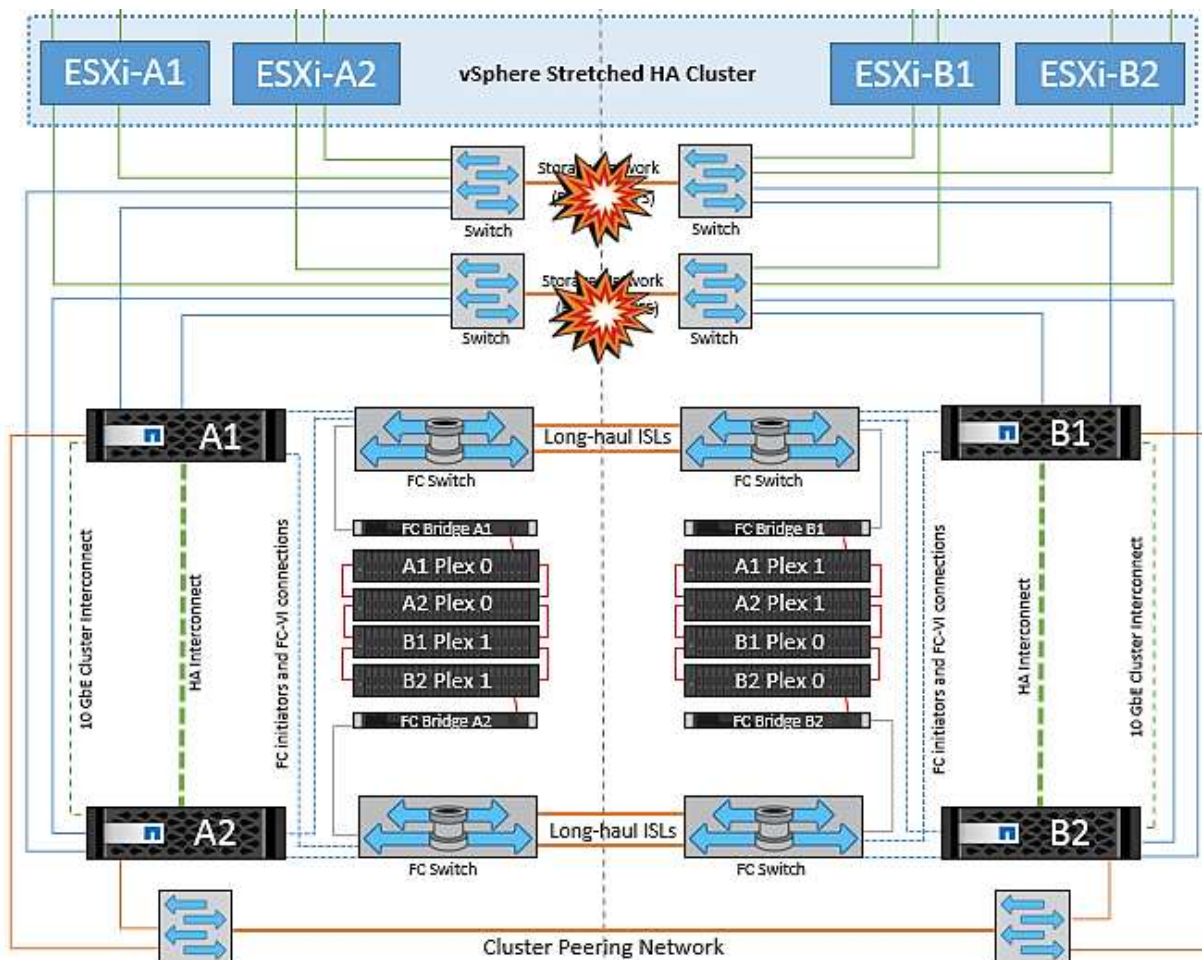 ESXi-A1
ESXi-A2
vSphere Stretched HA Cluster
ESXi-B1
ESXi-B2
Switch
Switch
Switch
Switch
A1
FC Switch
Long-haul ISLs
FC Switch
B1
FC Bridge A1
A1 Plex 0
A2 Plex 0
B1 Plex 1
B2 Plex 1
FC Bridge A2
FC Bridge B1
A1 Plex 1
A2 Plex 1
B1 Plex 0
B2 Plex 0
FC Bridge B2
10 GbE Cluster Interconnect
HA Interconnect
FC initiators and FC-VI connections
FC initiators and FC-VI connections
HA Interconnect
10 GbE Cluster Interconnect
A2
FC Switch
Long-haul ISLs
FC Switch
B2
Cluster Peering Network